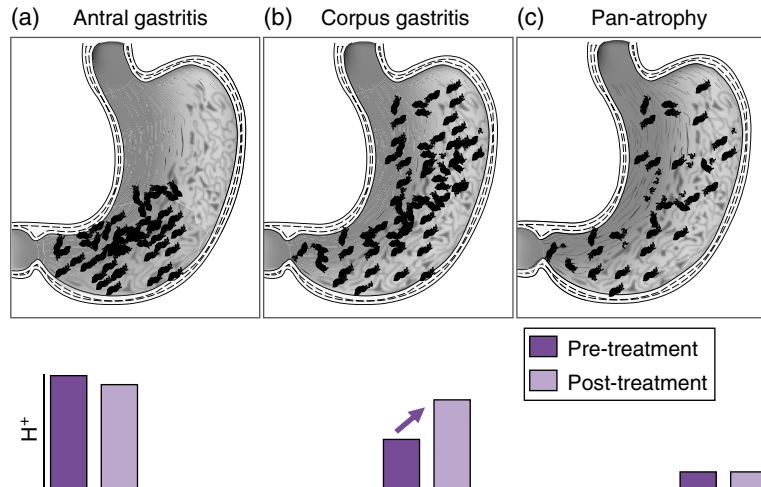 (a) Antral gastritis
(b) Corpus gastritis
(c) Pan-atrophy
Pre-treatment
Post-treatment
H⁺